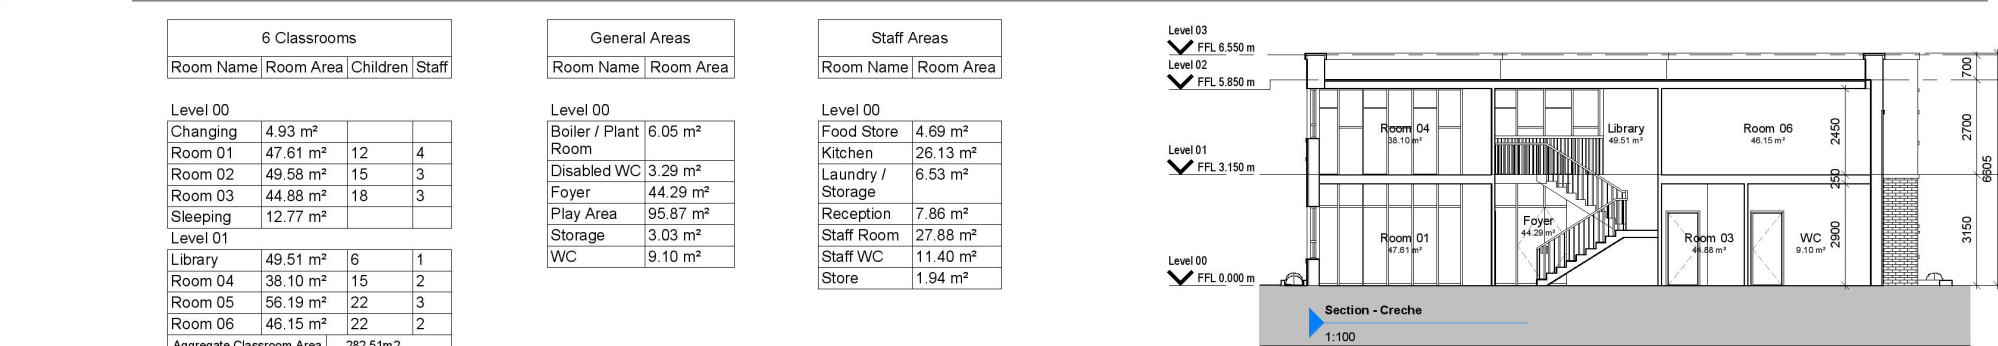 6 Classrooms
Room Name Room Area Children Staff
Level 00
Changing 4.93 m²
Room 01 47.61 m² 12 4
Room 02 49.58 m² 15 3
Room 03 44.88 m² 18 3
Sleeping 12.77 m²
Level 01
Library 49.51 m² 6 1
Room 04 38.10 m² 15 2
Room 05 56.19 m² 22 3
Room 06 46.15 m² 22 2
Aggregate Classroom Area 282.51m2
General Areas
Room Name Room Area
Level 00
Boiler / Plant 6.05 m²
Room
Disabled WC 3.29 m²
Foyer 44.29 m²
Play Area 95.87 m²
Storage 3.03 m²
WC 9.10 m²
Staff Areas
Room Name Room Area
Level 00
Food Store 4.69 m²
Kitchen 26.13 m²
Laundry / 6.53 m²
Storage
Reception 7.86 m²
Staff Room 27.88 m²
Staff WC 11.40 m²
Store 1.94 m²
Level 03
FFL 6.550 m
Level 02
FFL 5.850 m
Level 01
FFL 3.150 m
Level 00
FFL 0.000 m
Room 04
38.10 m²
Library
49.51 m²
Room 06
46.15 m²
Foyer
44.29 m²
Room 01
47.61 m²
Room 03
44.88 m²
WC
9.10 m²
2450
250
2900
700
2700
3150
6605
Section - Creche
1:100